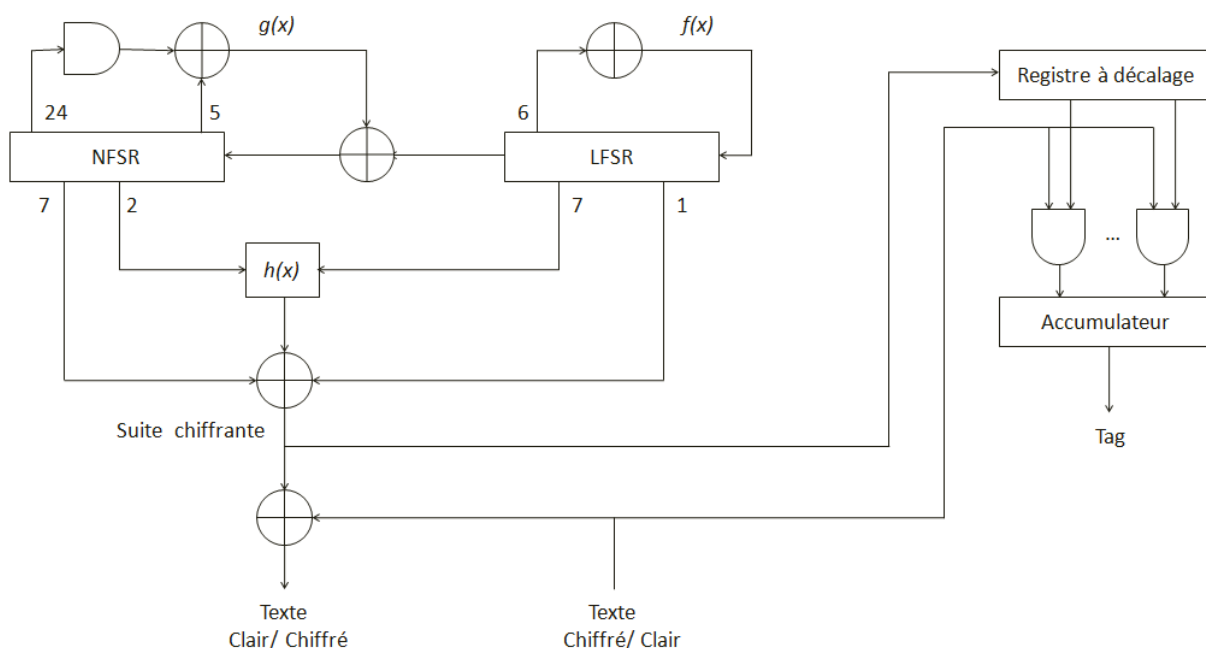 g(x)
f(x)
Registre à décalage
24
5
6
NFSR
LFSR
7
2
7
1
...
h(x)
Accumulateur
Suite chiffrante
Tag
Texte
Clair/ Chiffré
Texte
Chiffré/ Clair